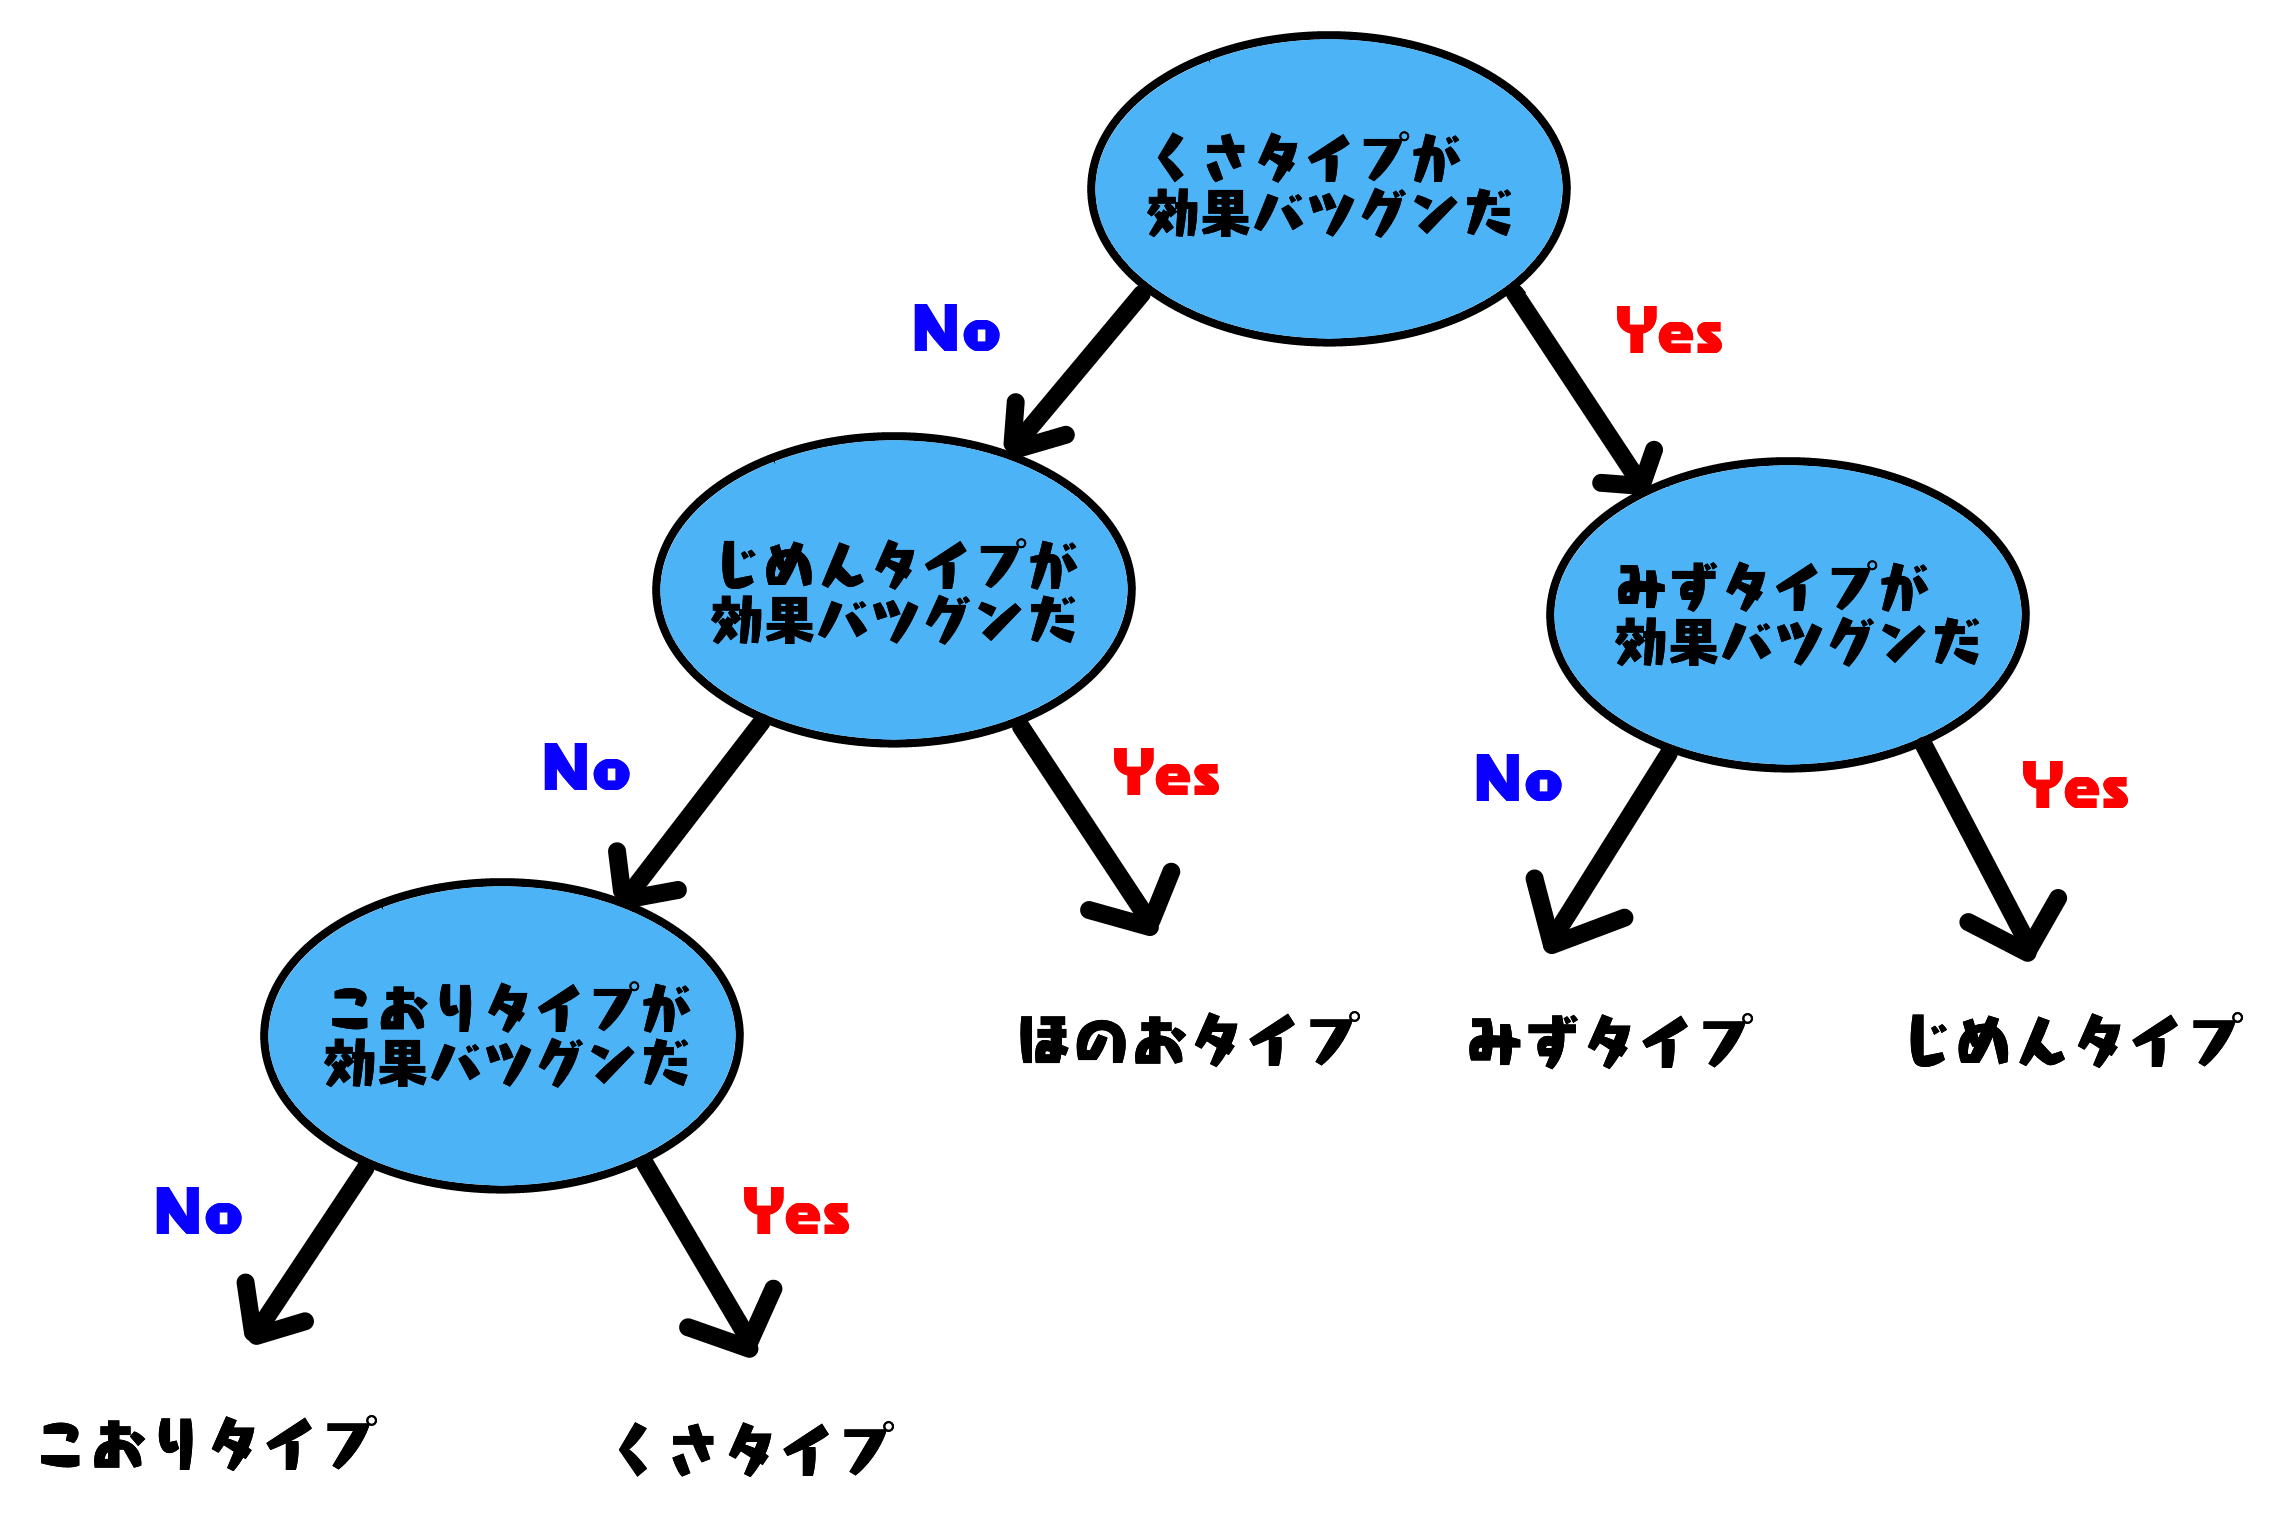 くさタイプが
効果バツグンだ
No
Yes
じめんタイプが
効果バツグンだ
みずタイプが
効果バツグンだ
No
Yes
No
Yes
こおりタイプが
効果バツグンだ
ほのおタイプ
みずタイプ
じめんタイプ
No
Yes
こおりタイプ
くさタイプ